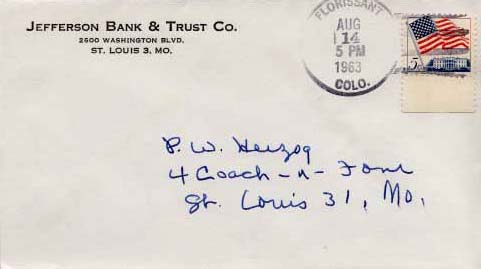 JEFFERSON BANK & TRUST CO.
2600 WASHINGTON BLVD.
ST. LOUIS 3, MO.
FLORISSANT
AUG
14
5 PM
1963
COLO.
5¢
P. W. Herzog
4 Coach-n-Four
St. Louis 31, Mo.